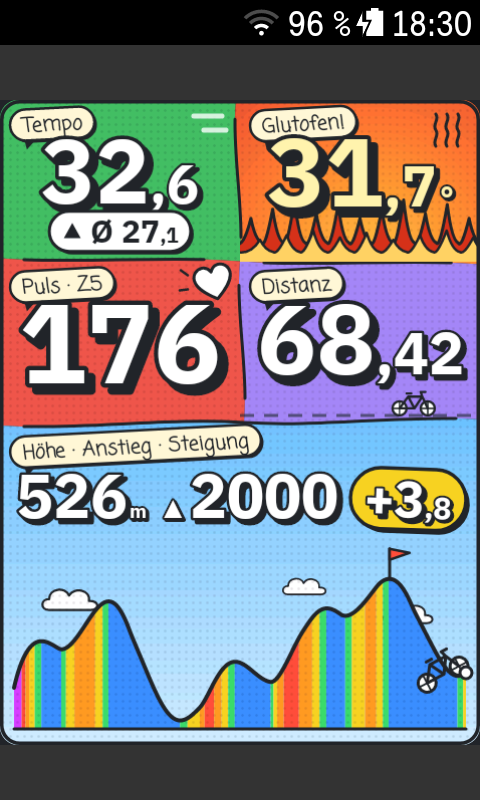 96 % 18:30
Tempo
32,6
▲ Ø 27,1
Glutofen!
31,7°
Puls · Z5
176
Distanz
68,42
Höhe · Anstieg · Steigung
526m ▲2000 +3,8